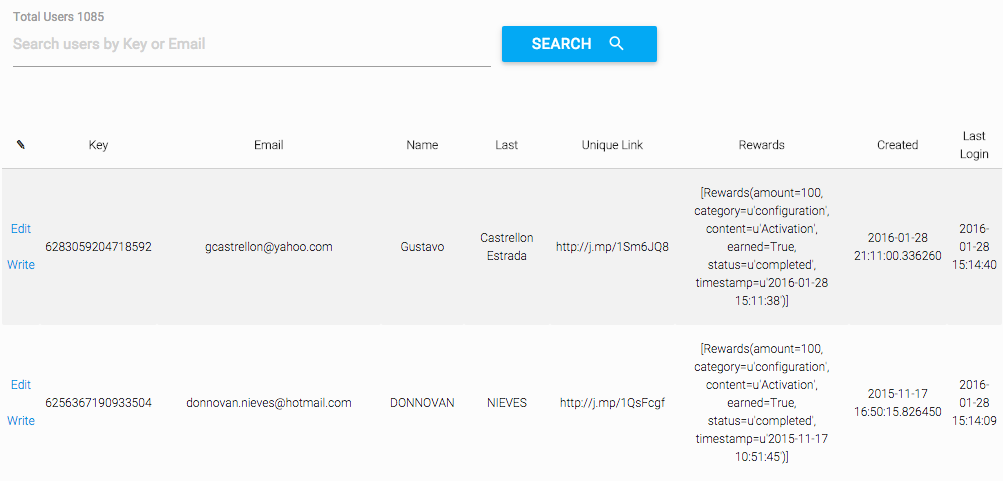 Total Users 1085
Search users by Key or Email
SEARCH
Key Email Name Last Unique Link Rewards Created Last Login
Edit
Write
6283059204718592
gcastrellon@yahoo.com
Gustavo
Castrellon
Estrada
http://j.mp/1Sm6JQ8
[Rewards(amount=100,
category=u'configuration',
content=u'Activation',
earned=True,
status=u'completed',
timestamp=u'2016-01-28
15:11:38')]
2016-01-28
21:11:00.336260
2016-
01-28
15:14:40
Edit
Write
6256367190933504
donnovan.nieves@hotmail.com
DONNOVAN
NIEVES
http://j.mp/1QsFcgf
[Rewards(amount=100,
category=u'configuration',
content=u'Activation',
earned=True,
status=u'completed',
timestamp=u'2015-11-17
10:51:45')]
2015-11-17
16:50:15.826450
2016-
01-28
15:14:09